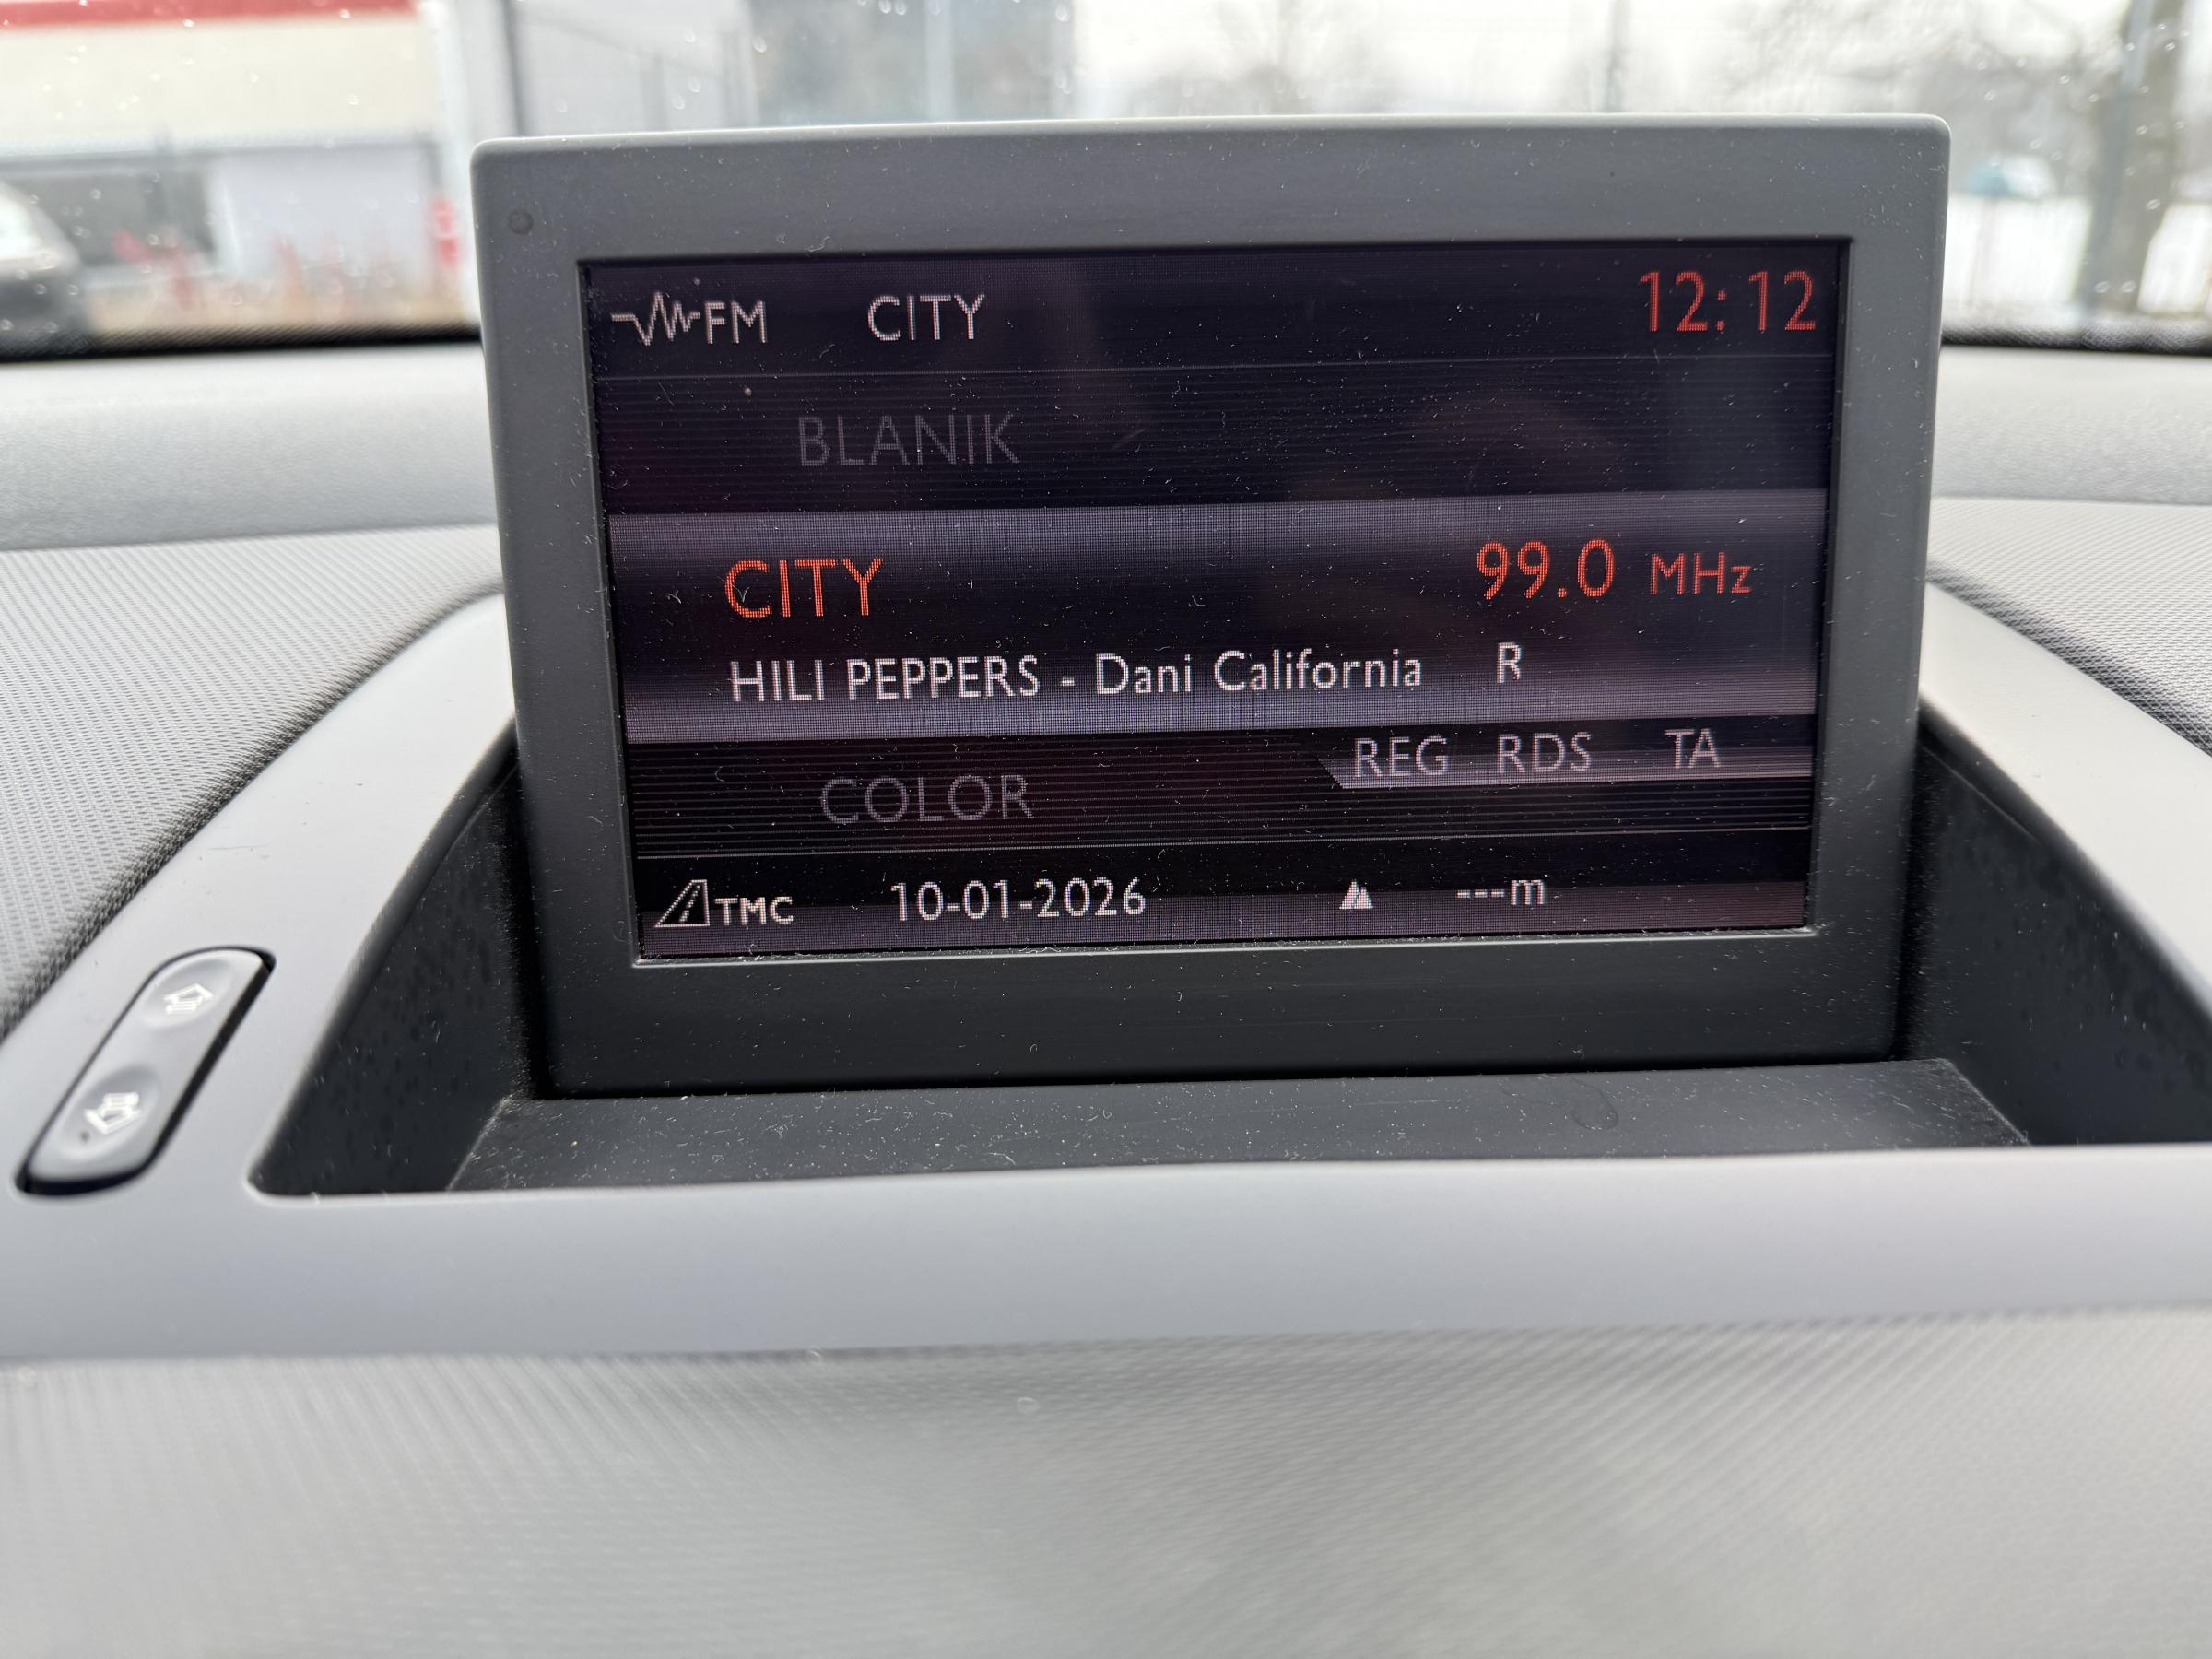 FM CITY 12:12
BLANIK
CITY 99.0 MHz
HILI PEPPERS - Dani California R
REG RDS TA
COLOR
TMC 10-01-2026 ---m